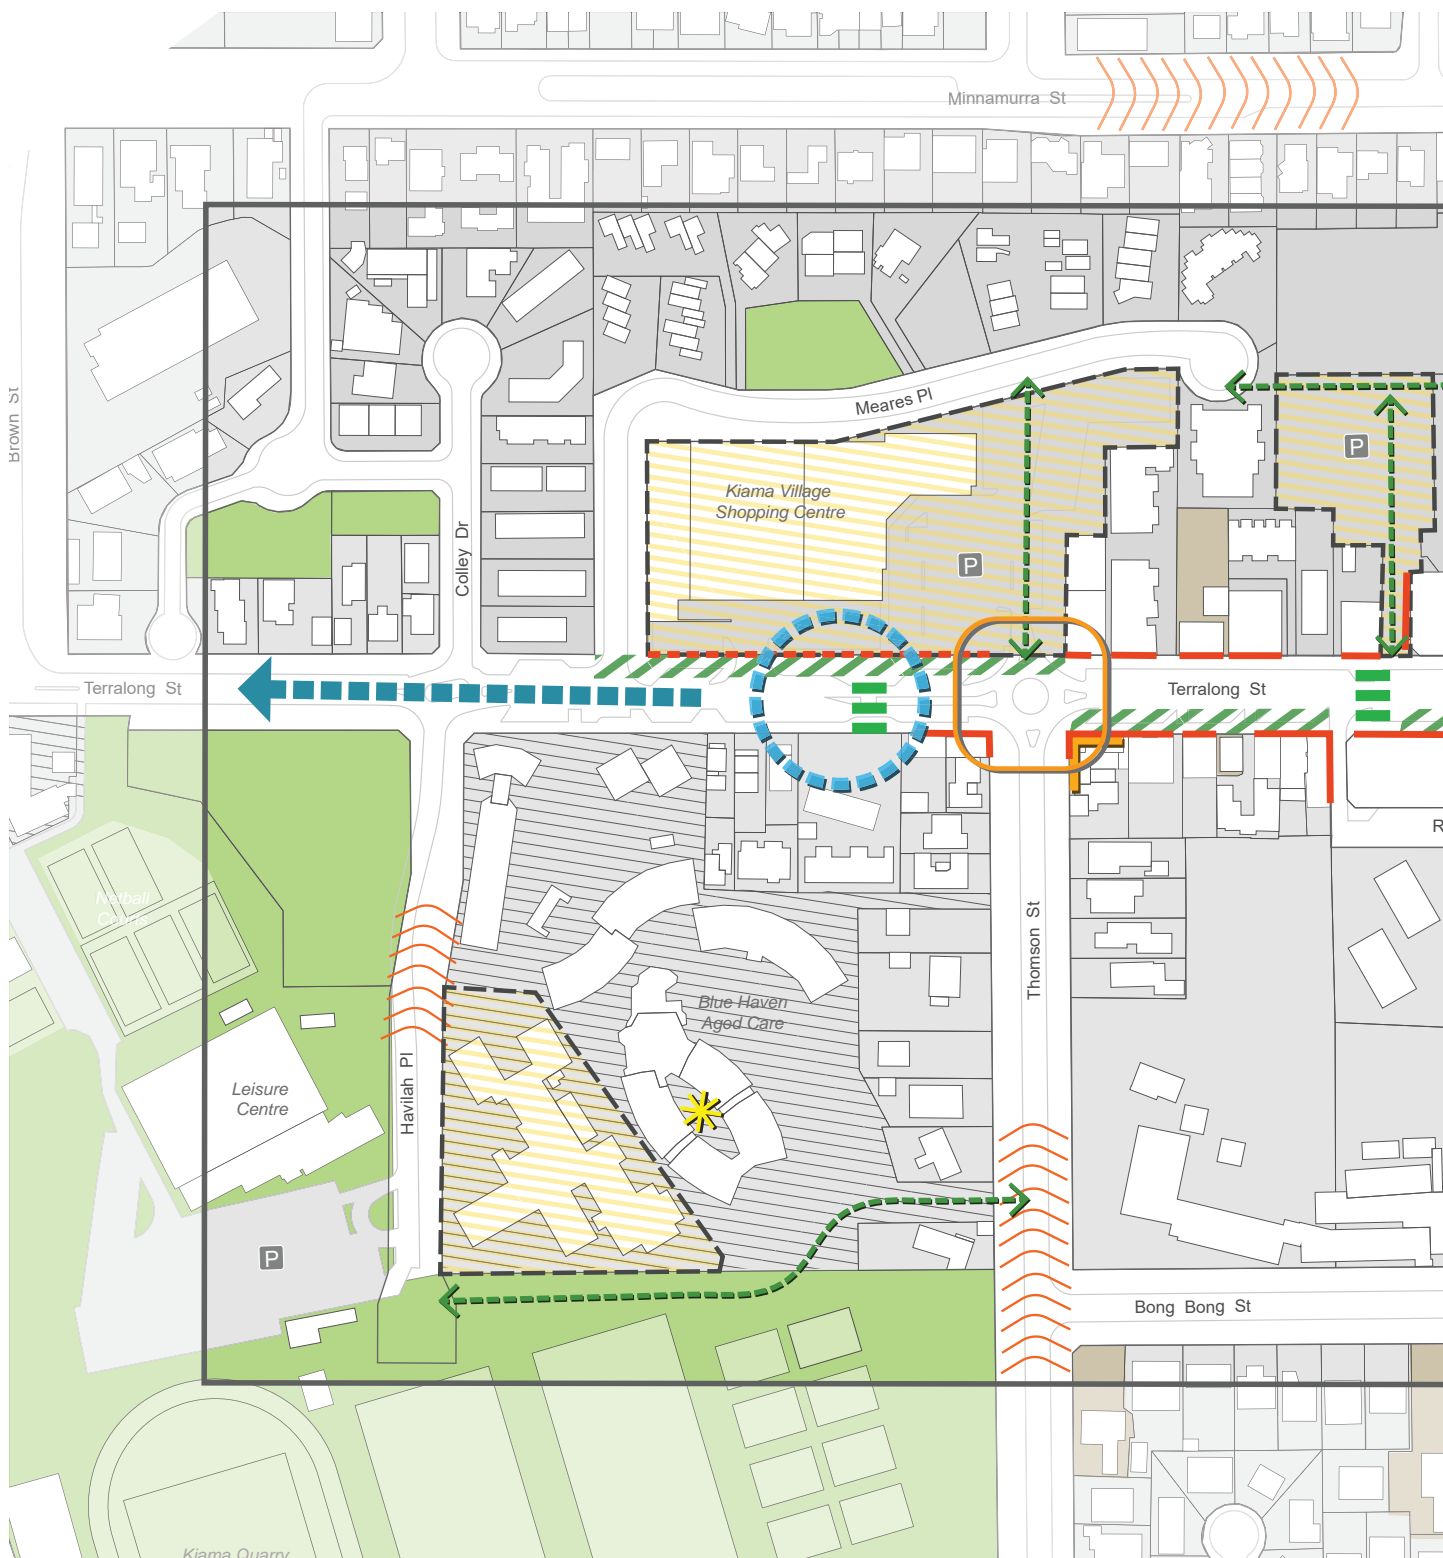 Minnamurra St
Brown St
Meares Pl
Kiama Village
Shopping Centre
P
P
Colley Dr
Terralong St
Terralong St
R
Netball
Courts
Thomson St
Blue Haven
Aged Care
Leisure
Centre
Havilah Pl
P
Bong Bong St
Kiama Quarry